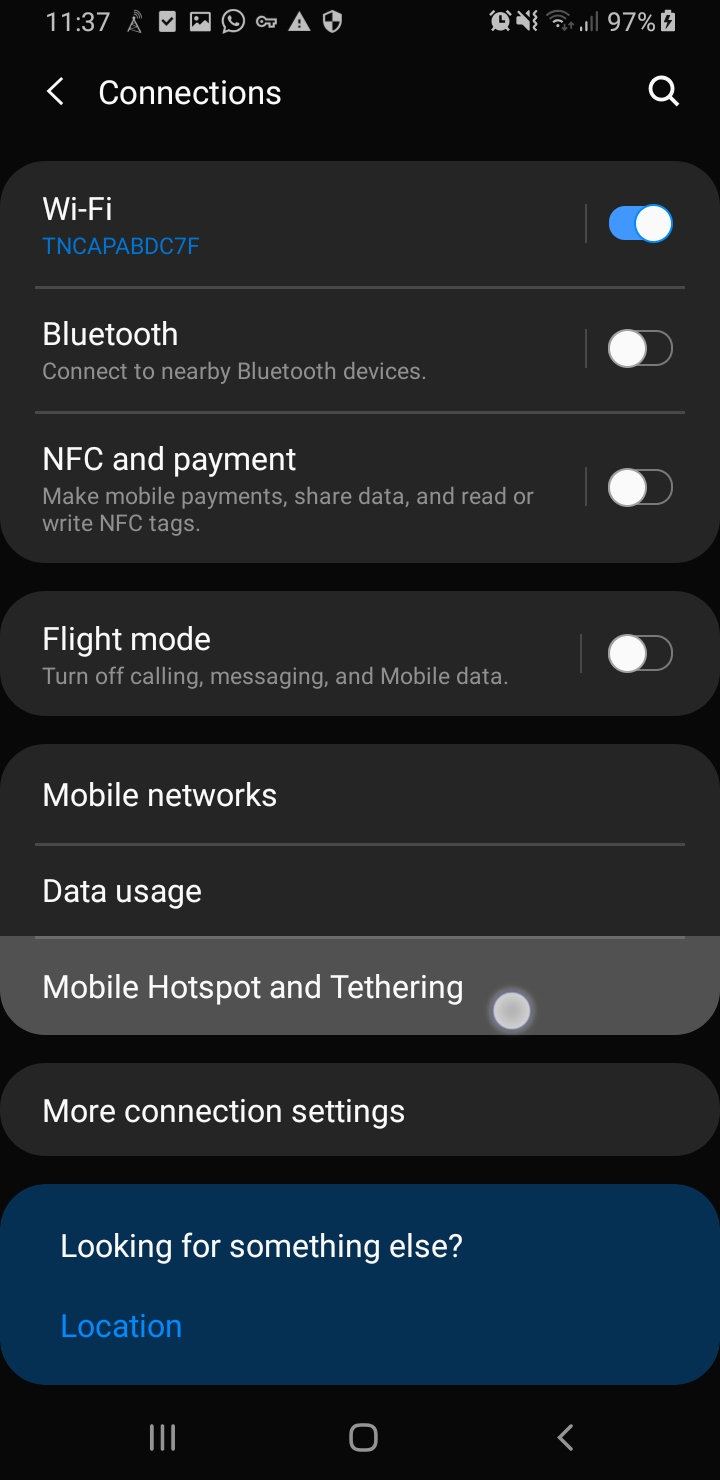 11:37 97%
Connections
Wi-Fi
TNCAPABDC7F
Bluetooth
Connect to nearby Bluetooth devices.
NFC and payment
Make mobile payments, share data, and read or
write NFC tags.
Flight mode
Turn off calling, messaging, and Mobile data.
Mobile networks
Data usage
Mobile Hotspot and Tethering
More connection settings
Looking for something else?
Location